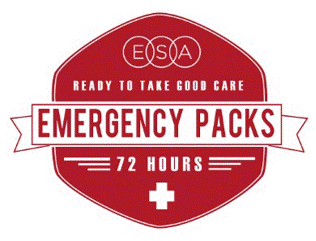 ESA
READY TO TAKE GOOD CARE
EMERGENCY PACKS
72 HOURS